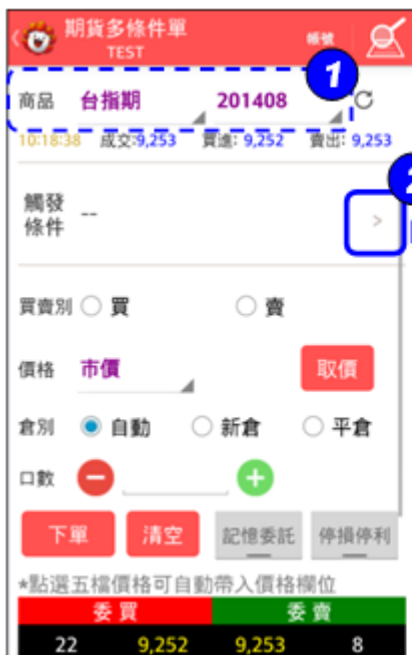 期貨多條件單
TEST
帳號
1
商品 台指期 201408
10:18:38 成交:9,253 買進: 9,252 賣出: 9,253
2
觸發
條件 -- >
買賣別 買 賣
價格 市價 取價
倉別 自動 新倉 平倉
口數
下單 清空 記憶委託 停損停利
*點選五檔價格可自動帶入價格欄位
委買 委賣
22 9,252 9,253 8